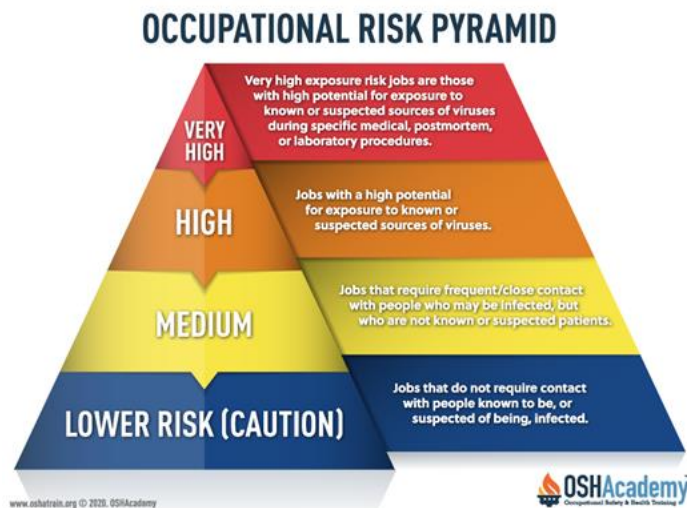 OCCUPATIONAL RISK PYRAMID
VERY
HIGH
Very high exposure risk jobs are those
with high potential for exposure to
known or suspected sources of viruses
during specific medical, postmortem,
or laboratory procedures.
HIGH
Jobs with a high potential
for exposure to known or
suspected sources of viruses.
MEDIUM
Jobs that require frequent/close contact
with people who may be infected, but
who are not known or suspected patients.
LOWER RISK (CAUTION)
Jobs that do not require contact
with people known to be, or
suspected of being, infected.
www.oshatrain.org © 2020, OSHAcademy
OSHAcademy
Occupational Safety & Health Training